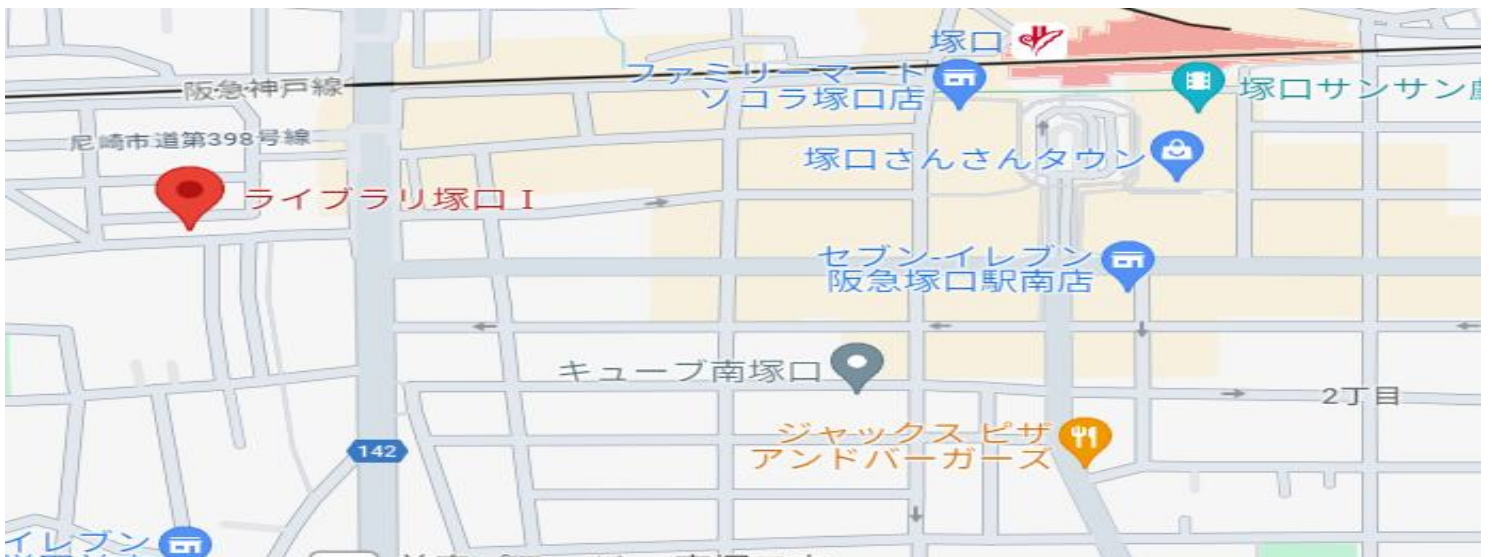 塚口
阪急神戸線
ファミリーマート
ソコラ塚口店
塚口サンサン
尼崎市道第398号線
塚口さんさんタウン
ライブラリ塚口 I
セブン-イレブン
阪急塚口駅南店
キューブ南塚口
2丁目
ジャックス ピザ
アンドバーガーズ
142
イレブン